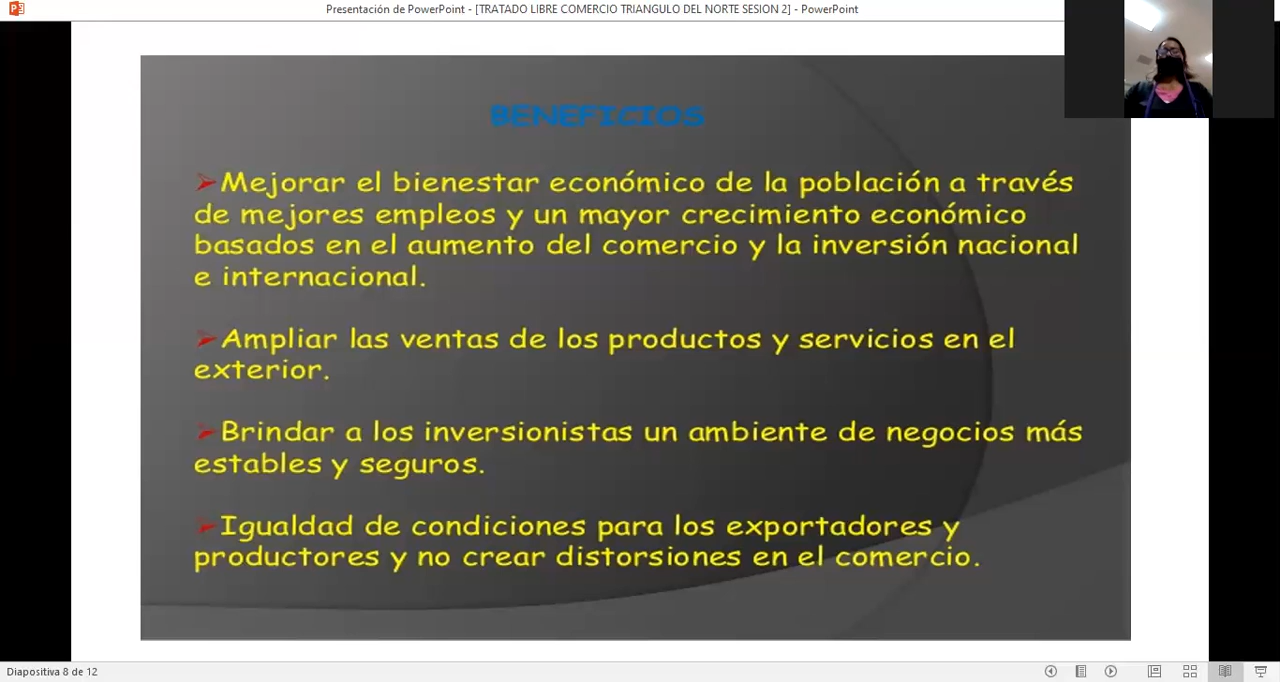 Presentación de PowerPoint - [TRATADO LIBRE COMERCIO TRIANGULO DEL NORTE SESION 2] - PowerPoint
BENEFICIOS
➢Mejorar el bienestar económico de la población a través
de mejores empleos y un mayor crecimiento económico
basados en el aumento del comercio y la inversión nacional
e internacional.
➢Ampliar las ventas de los productos y servicios en el
exterior.
➢Brindar a los inversionistas un ambiente de negocios más
estables y seguros.
➢Igualdad de condiciones para los exportadores y
productores y no crear distorsiones en el comercio.
Diapositiva 8 de 12